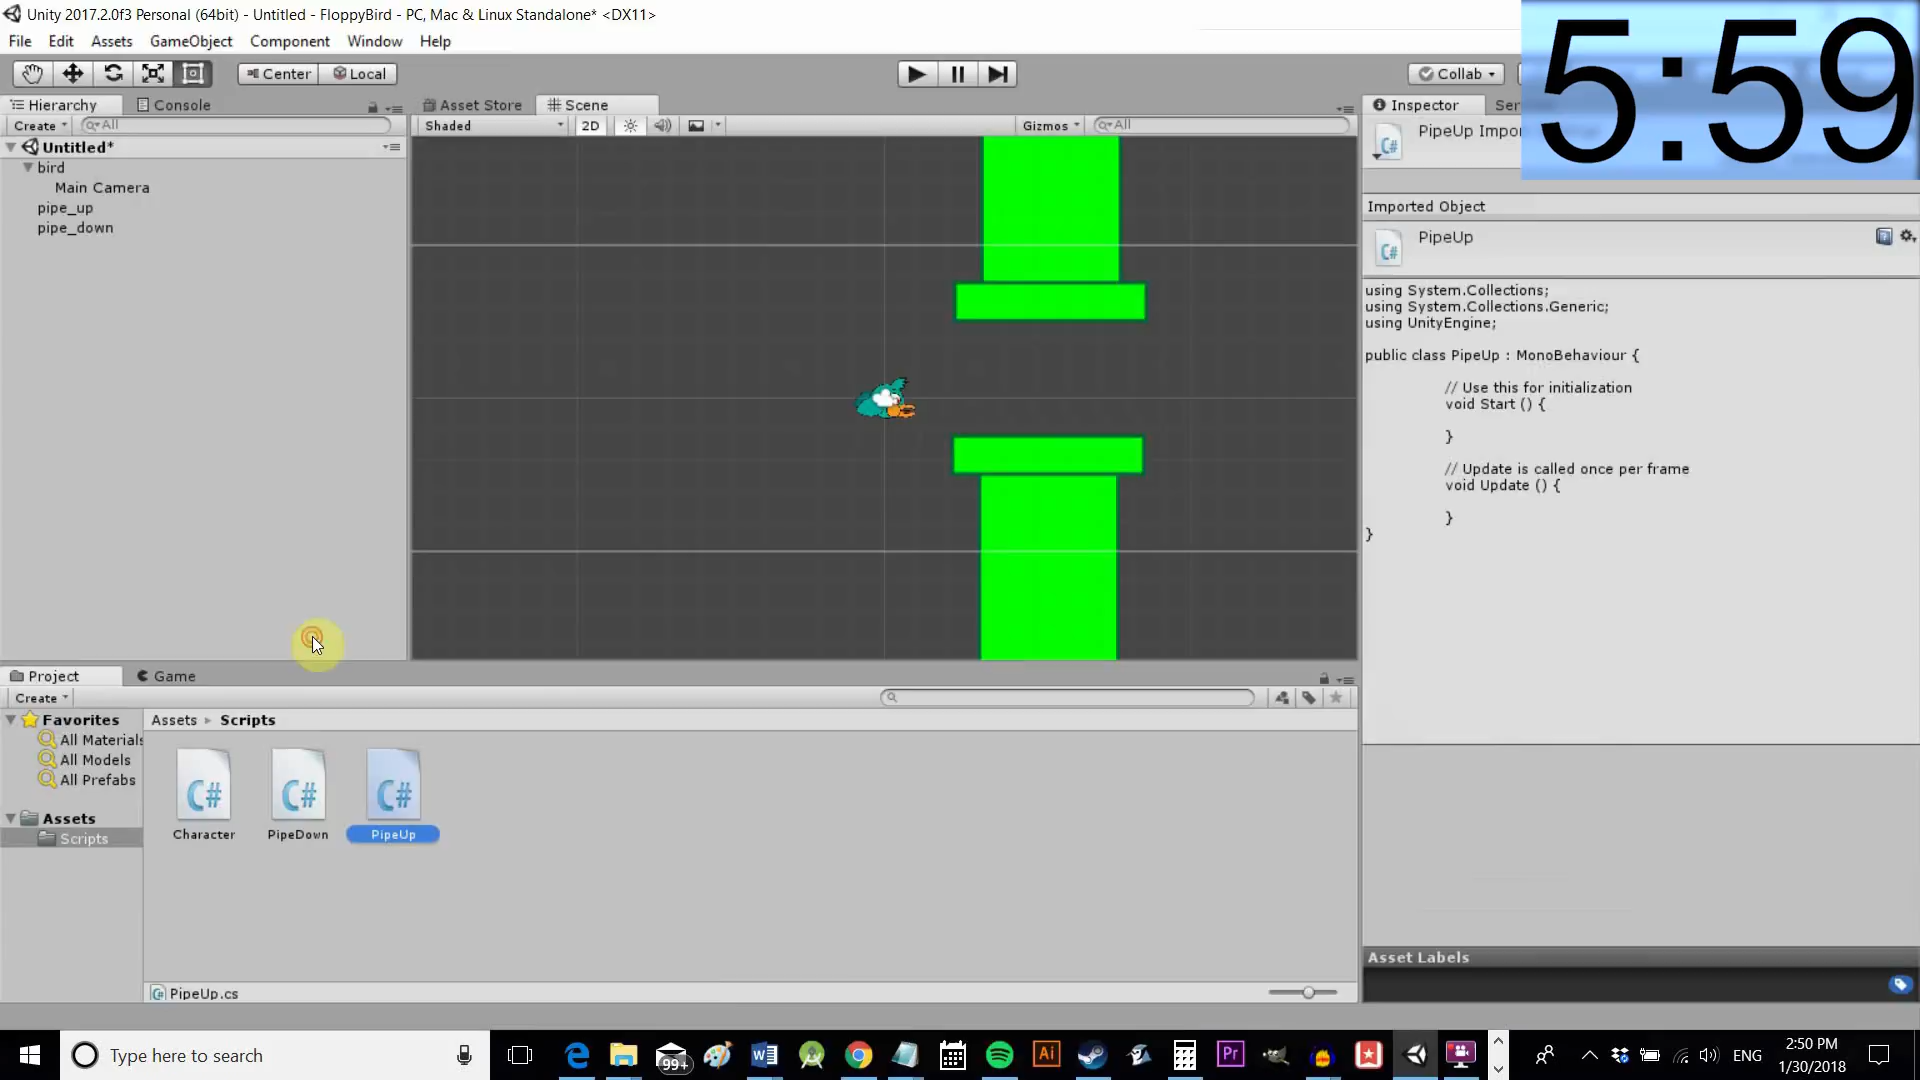 Unity 2017.2.0f3 Personal (64bit) - Untitled - FloppyBird - PC, Mac & Linux Standalone* <DX11>
5:59
File Edit Assets GameObject Component Window Help
Center Local
Collab
Hierarchy Console
Asset Store Scene
Inspector
Create All
Shaded 2D Gizmos All
Untitled*
bird
Main Camera
pipe_up
pipe_down
Imported Object
PipeUp
using System.Collections;
using System.Collections.Generic;
using UnityEngine;
public class PipeUp : MonoBehaviour {
// Use this for initialization
void Start () {
}
// Update is called once per frame
void Update () {
}
}
Project Game
Create
Favorites
All Materials
All Models
All Prefabs
Assets
Scripts
Assets Scripts
C# C# C#
Character PipeDown PipeUp
PipeUp.cs
Asset Labels
Type here to search
99+
Ai
Pr
ENG
2:50 PM
1/30/2018